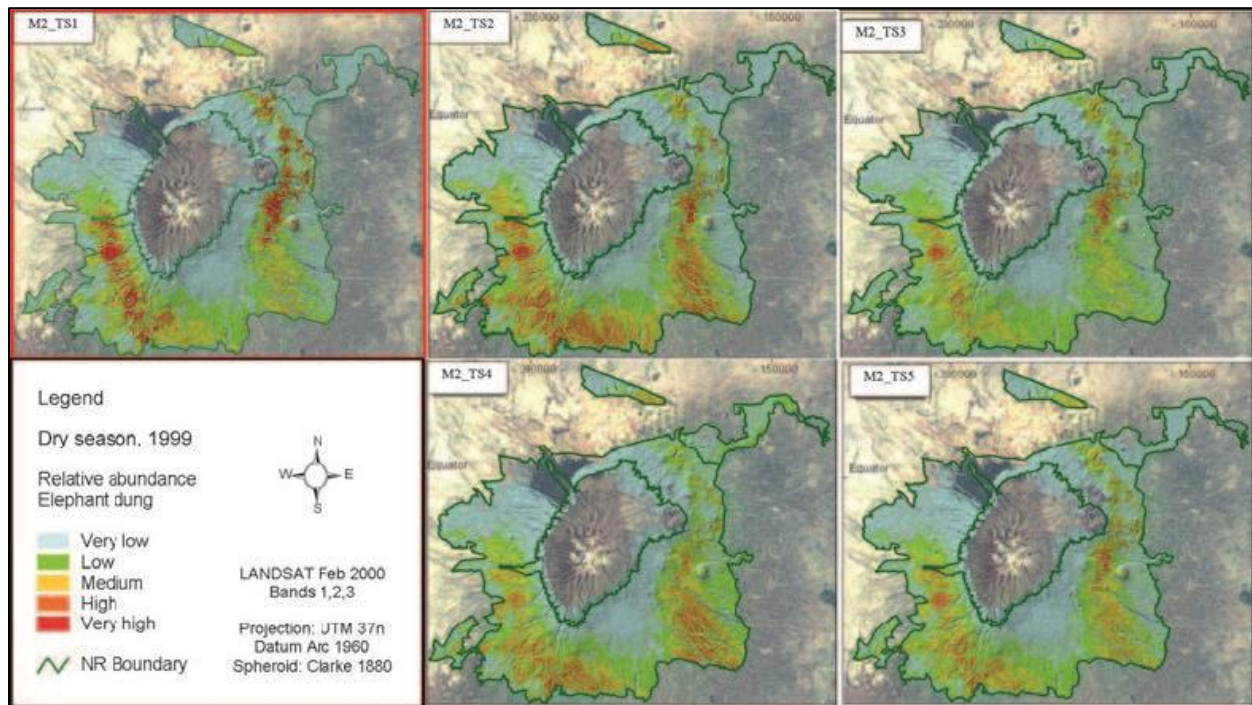 M2_TS1
M2_TS2
150000
M2_TS3
Equator
Equator
Legend
Dry season, 1999
Relative abundance
Elephant dung
Very low
Low
Medium
High
Very high
NR Boundary
N
W
E
S
LANDSAT Feb 2000
Bands 1,2,3
Projection: UTM 37n
Datum Arc 1960
Spheroid: Clarke 1880
M2_TS4
150000
Equator
M2_TS5
Equator